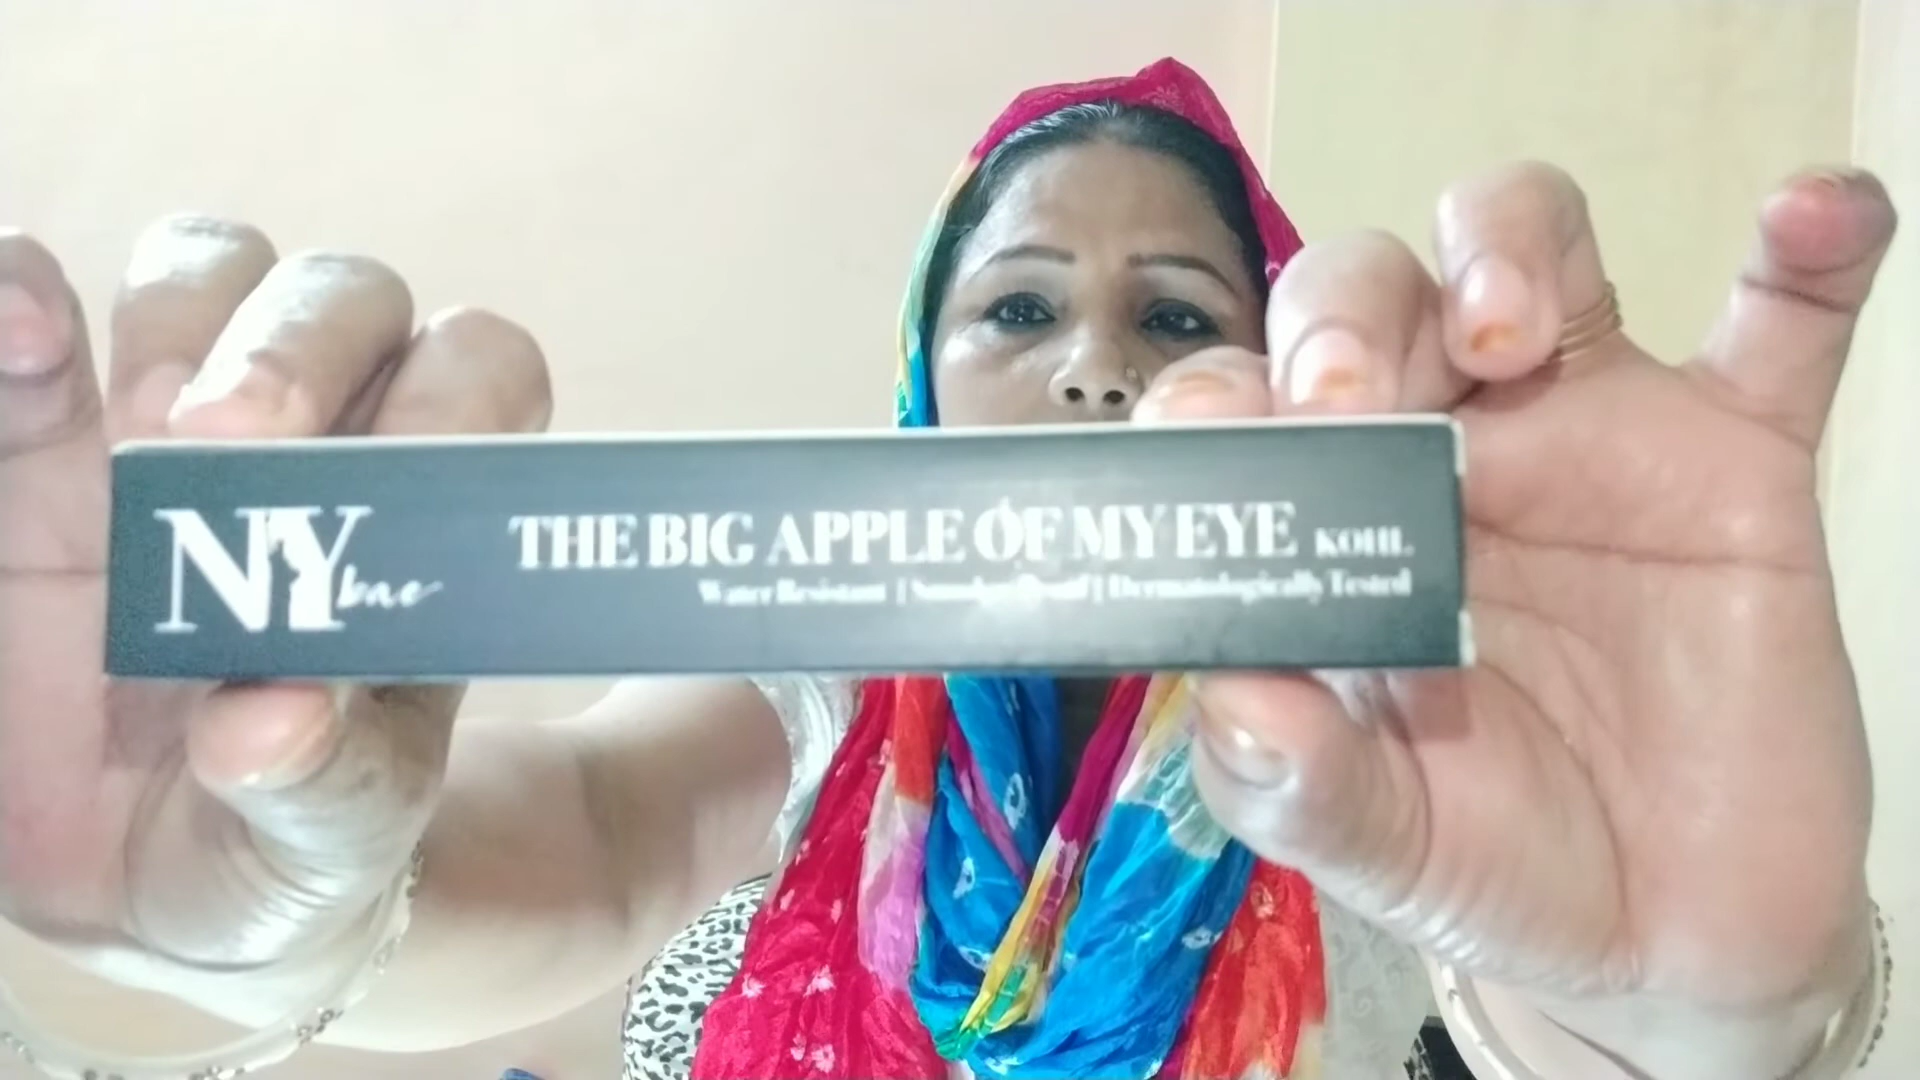 NY bae
THE BIG APPLE OF MY EYE KOHL
Water Resistant | Smudge Proof | Dermatologically Tested